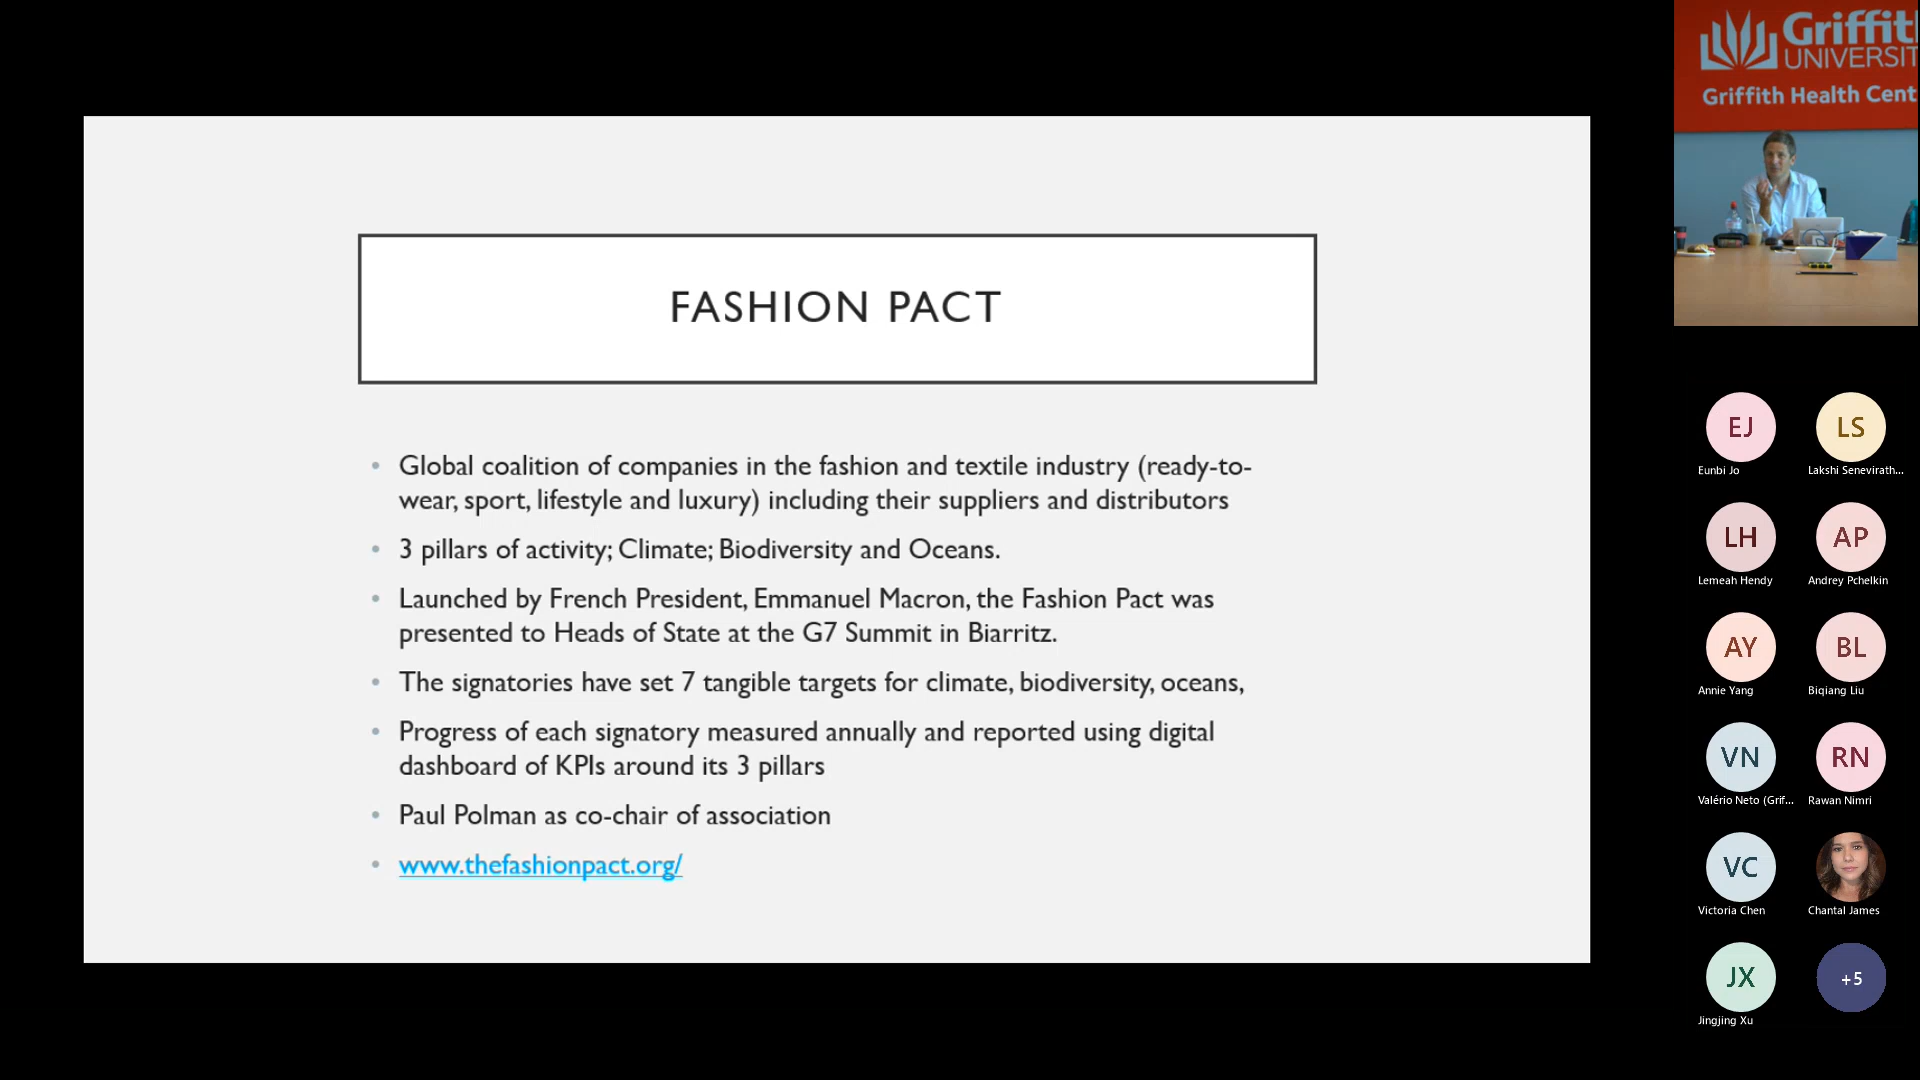 FASHION PACT
• Global coalition of companies in the fashion and textile industry (ready-to-
wear, sport, lifestyle and luxury) including their suppliers and distributors
• 3 pillars of activity; Climate; Biodiversity and Oceans.
• Launched by French President, Emmanuel Macron, the Fashion Pact was
presented to Heads of State at the G7 Summit in Biarritz.
• The signatories have set 7 tangible targets for climate, biodiversity, oceans,
• Progress of each signatory measured annually and reported using digital
dashboard of KPIs around its 3 pillars
• Paul Polman as co-chair of association
• www.thefashionpact.org/
Griffit
UNIVERSIT
Griffith Health Cent
EJ
Eunbi Jo
LS
Lakshi Senevirath...
LH
Lemeah Hendy
AP
Andrey Pchelkin
AY
Annie Yang
BL
Biqiang Liu
VN
Valério Neto (Grif...
RN
Rawan Nimri
VC
Victoria Chen
Chantal James
JX
Jingjing Xu
+5